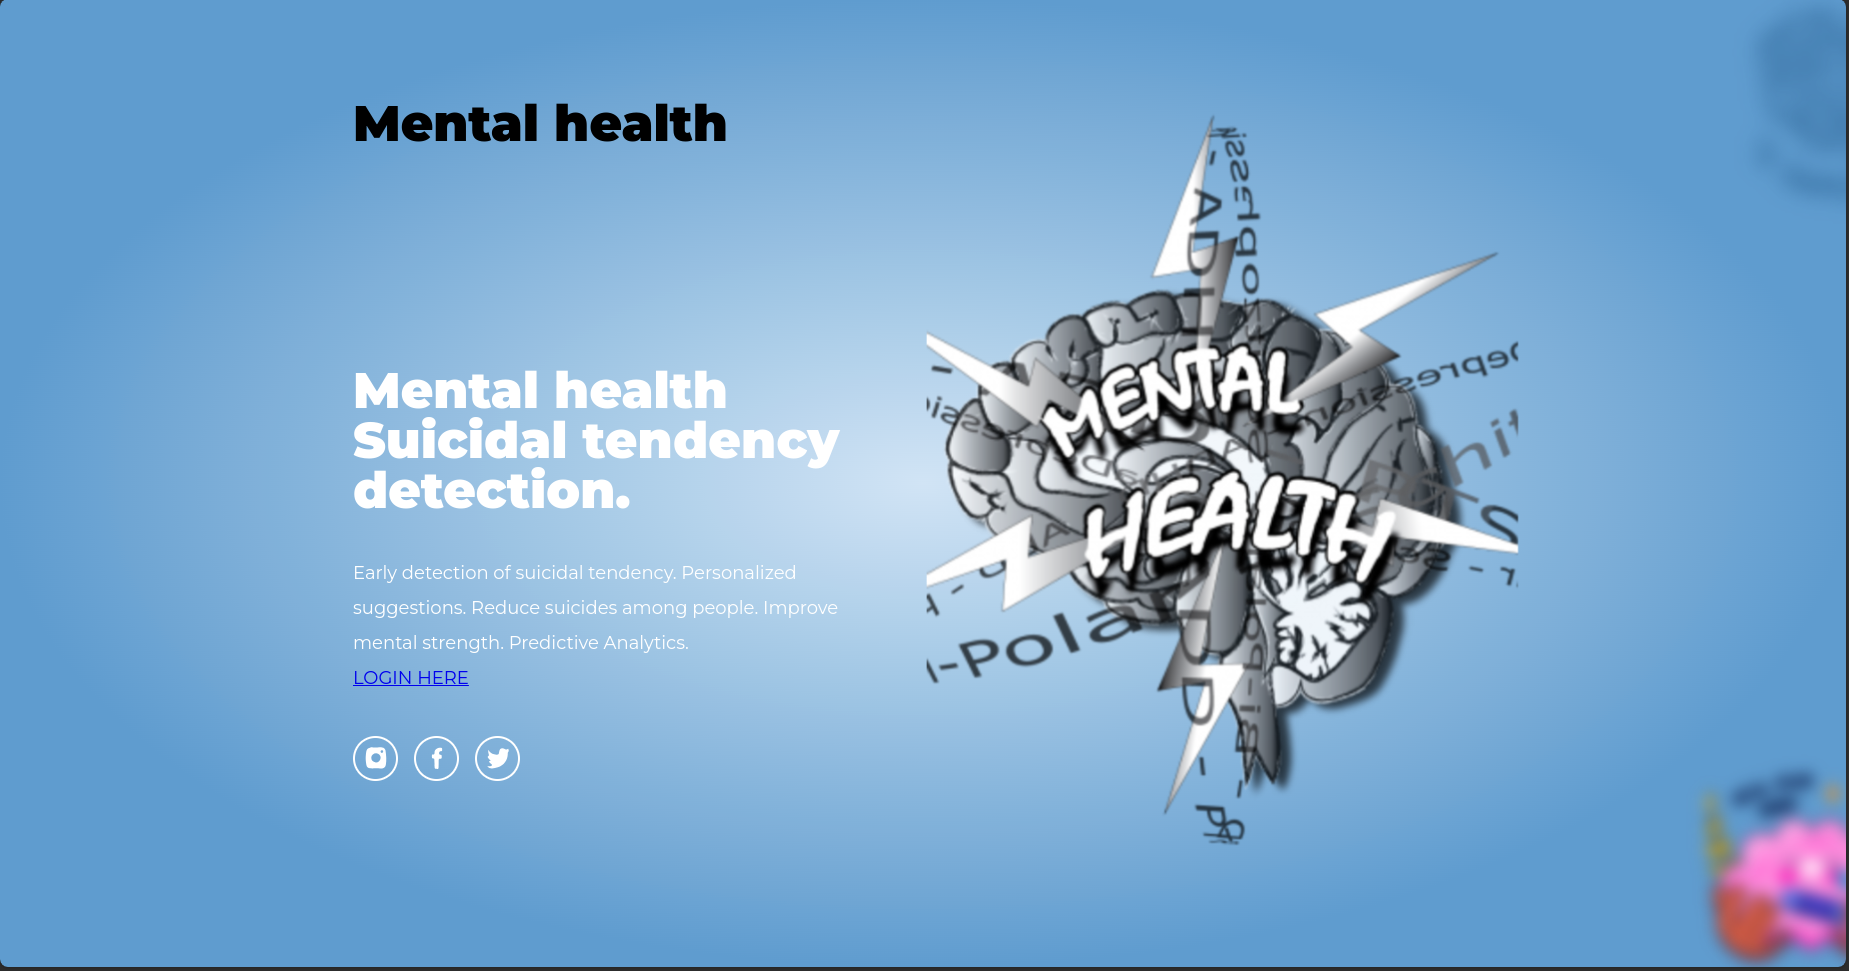 Mental health
Mental health
Suicidal tendency
detection.
Early detection of suicidal tendency. Personalized
suggestions. Reduce suicides among people. Improve
mental strength. Predictive Analytics.
LOGIN HERE
MENTAL
HEALTH